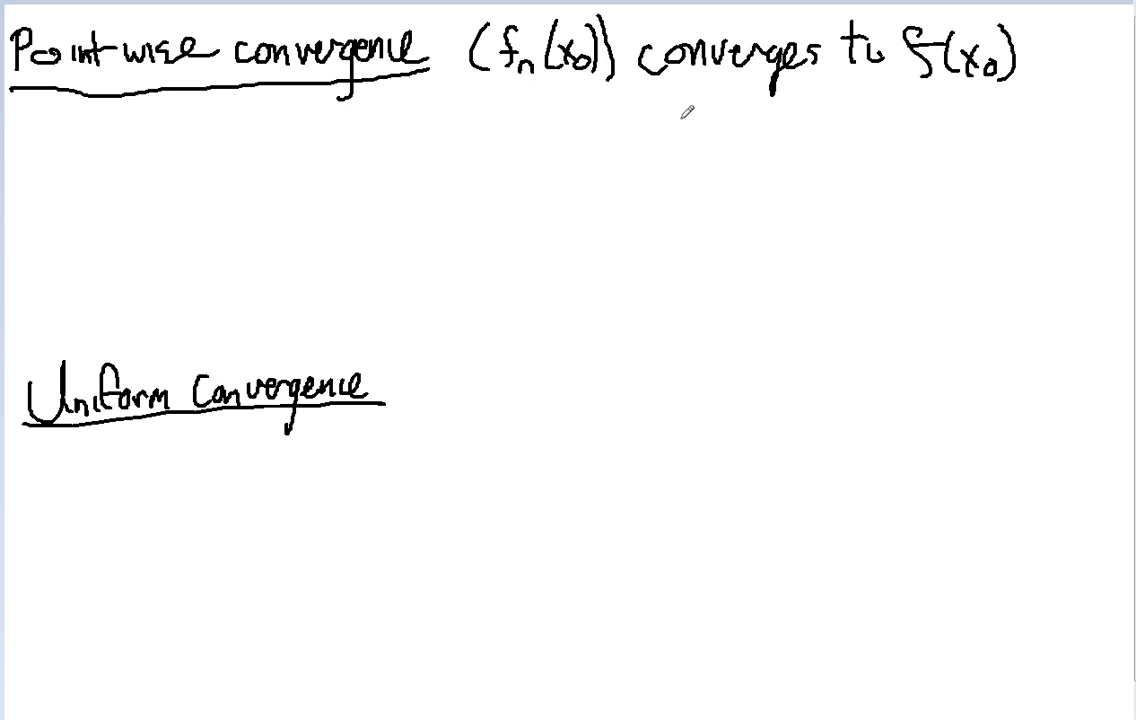 Pointwise convergence (fn(x0)) converges to f(x0)
Uniform Convergence